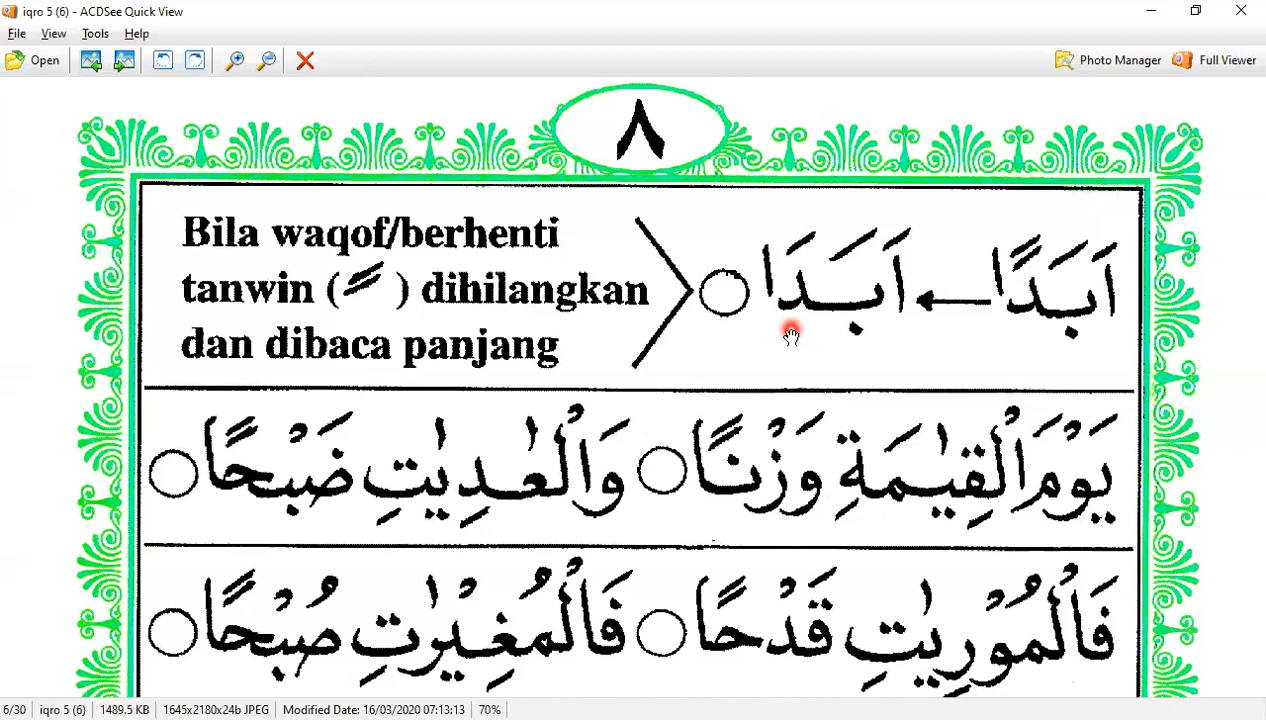 iqro 5 (6) - ACDSee Quick View
File View Tools Help
Open Photo Manager Full Viewer
٨
اَبَدًا ← اَبَدَا ○
Bila waqof/berhenti
tanwin ( ً ) dihilangkan
dan dibaca panjang
يَوْمَ الْقِيٰمَةِ وَزْنًا ○ وَالْعٰدِيٰتِ ضَبْحًا ○
فَالْمُوْرِيٰتِ قَدْحًا ○ فَالْمُغِيْرٰتِ صُبْحًا ○
6/30 iqro 5 (6) 1489.5 KB 1645x2180x24b JPEG Modified Date: 16/03/2020 07:13:13 70%